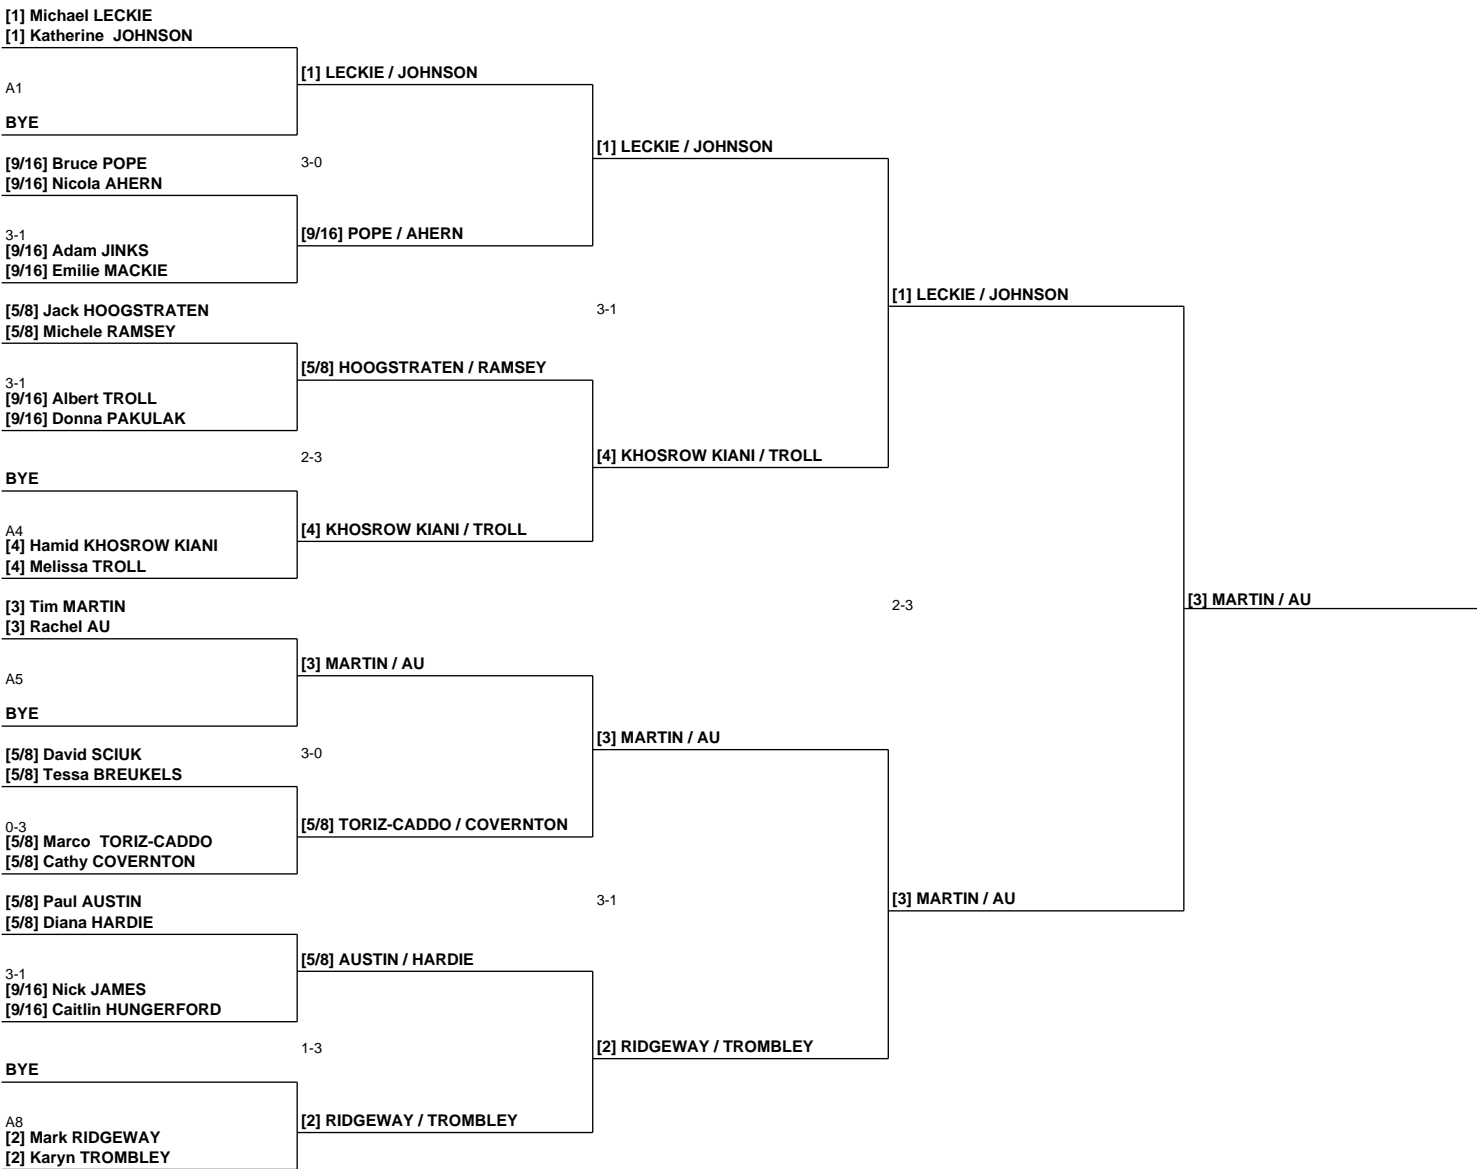 [1] Michael LECKIE
[1] Katherine  JOHNSON
[1] LECKIE / JOHNSON
A1
BYE
[1] LECKIE / JOHNSON
[9/16] Bruce POPE
3-0
[9/16] Nicola AHERN
3-1
[9/16] POPE / AHERN
[9/16] Adam JINKS
[9/16] Emilie MACKIE
[1] LECKIE / JOHNSON
[5/8] Jack HOOGSTRATEN
3-1
[5/8] Michele RAMSEY
[5/8] HOOGSTRATEN / RAMSEY
3-1
[9/16] Albert TROLL
[9/16] Donna PAKULAK
2-3
[4] KHOSROW KIANI / TROLL
BYE
A4
[4] KHOSROW KIANI / TROLL
[4] Hamid KHOSROW KIANI
[4] Melissa TROLL
[3] MARTIN / AU
[3] Tim MARTIN
2-3
[3] Rachel AU
[3] MARTIN / AU
A5
BYE
[3] MARTIN / AU
[5/8] David SCIUK
3-0
[5/8] Tessa BREUKELS
0-3
[5/8] TORIZ-CADDO / COVERNTON
[5/8] Marco  TORIZ-CADDO
[5/8] Cathy COVERNTON
[5/8] Paul AUSTIN
3-1
[3] MARTIN / AU
[5/8] Diana HARDIE
[5/8] AUSTIN / HARDIE
3-1
[9/16] Nick JAMES
[9/16] Caitlin HUNGERFORD
1-3
[2] RIDGEWAY / TROMBLEY
BYE
A8
[2] RIDGEWAY / TROMBLEY
[2] Mark RIDGEWAY
[2] Karyn TROMBLEY